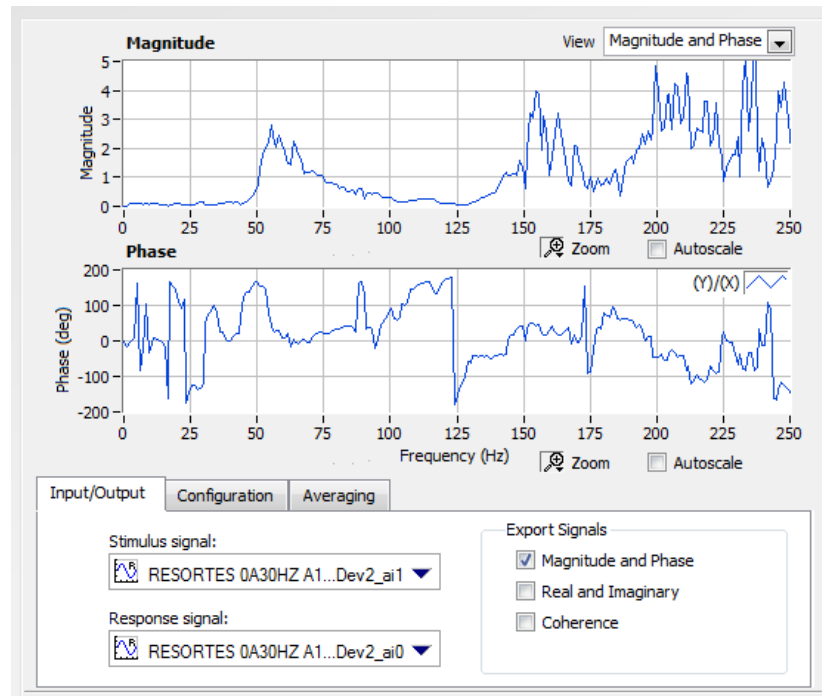 Magnitude
View Magnitude and Phase
Magnitude
5
4
3
2
1
0
0 25 50 75 100 125 150 175 200 225 250
Zoom Autoscale
Phase
(Y)/(X)
Phase (deg)
200
100
0
-100
-200
0 25 50 75 100 125 150 175 200 225 250
Frequency (Hz)
Zoom Autoscale
Input/Output Configuration Averaging
Stimulus signal:
RESORTES 0A30HZ A1...Dev2_ai1
Response signal:
RESORTES 0A30HZ A1...Dev2_ai0
Export Signals
Magnitude and Phase
Real and Imaginary
Coherence